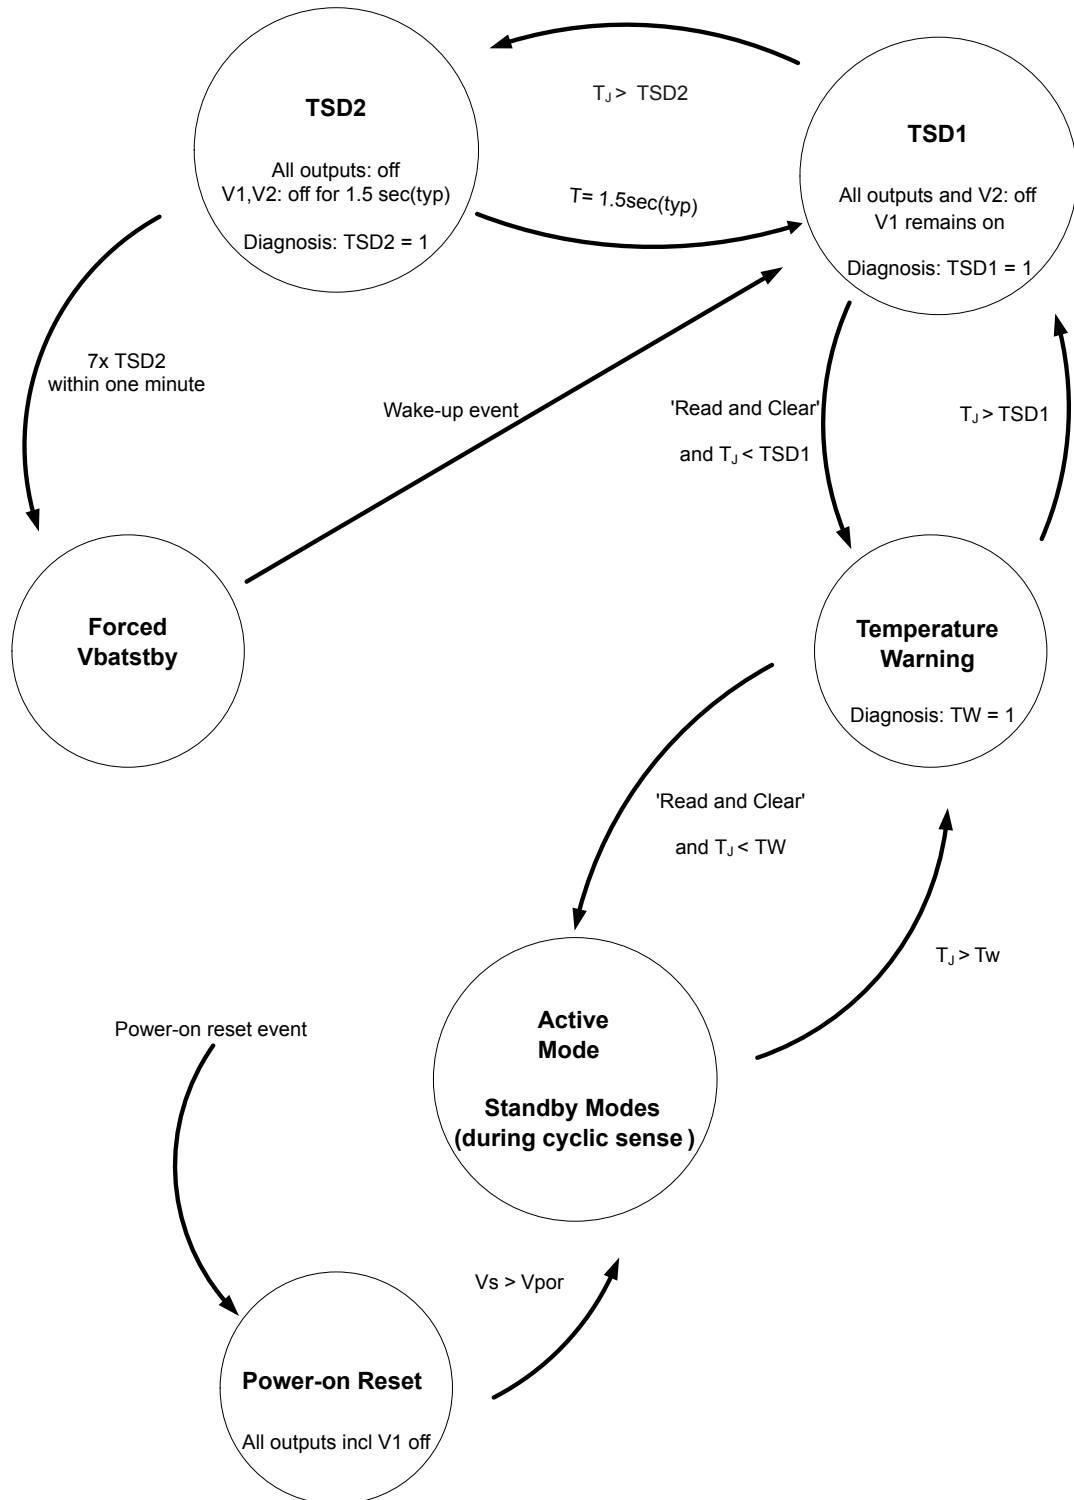 TSD2
All outputs: off
V1,V2: off for 1.5 sec(typ)
Diagnosis: TSD2 = 1
TJ > TSD2
T= 1.5sec(typ)
TSD1
All outputs and V2: off
V1 remains on
Diagnosis: TSD1 = 1
7x TSD2
within one minute
Wake-up event
'Read and Clear'
and TJ < TSD1
TJ > TSD1
Forced
Vbatstby
Temperature
Warning
Diagnosis: TW = 1
'Read and Clear'
and TJ < TW
TJ > Tw
Power-on reset event
Active
Mode
Standby Modes
(during cyclic sense )
Vs > Vpor
Power-on Reset
All outputs incl V1 off